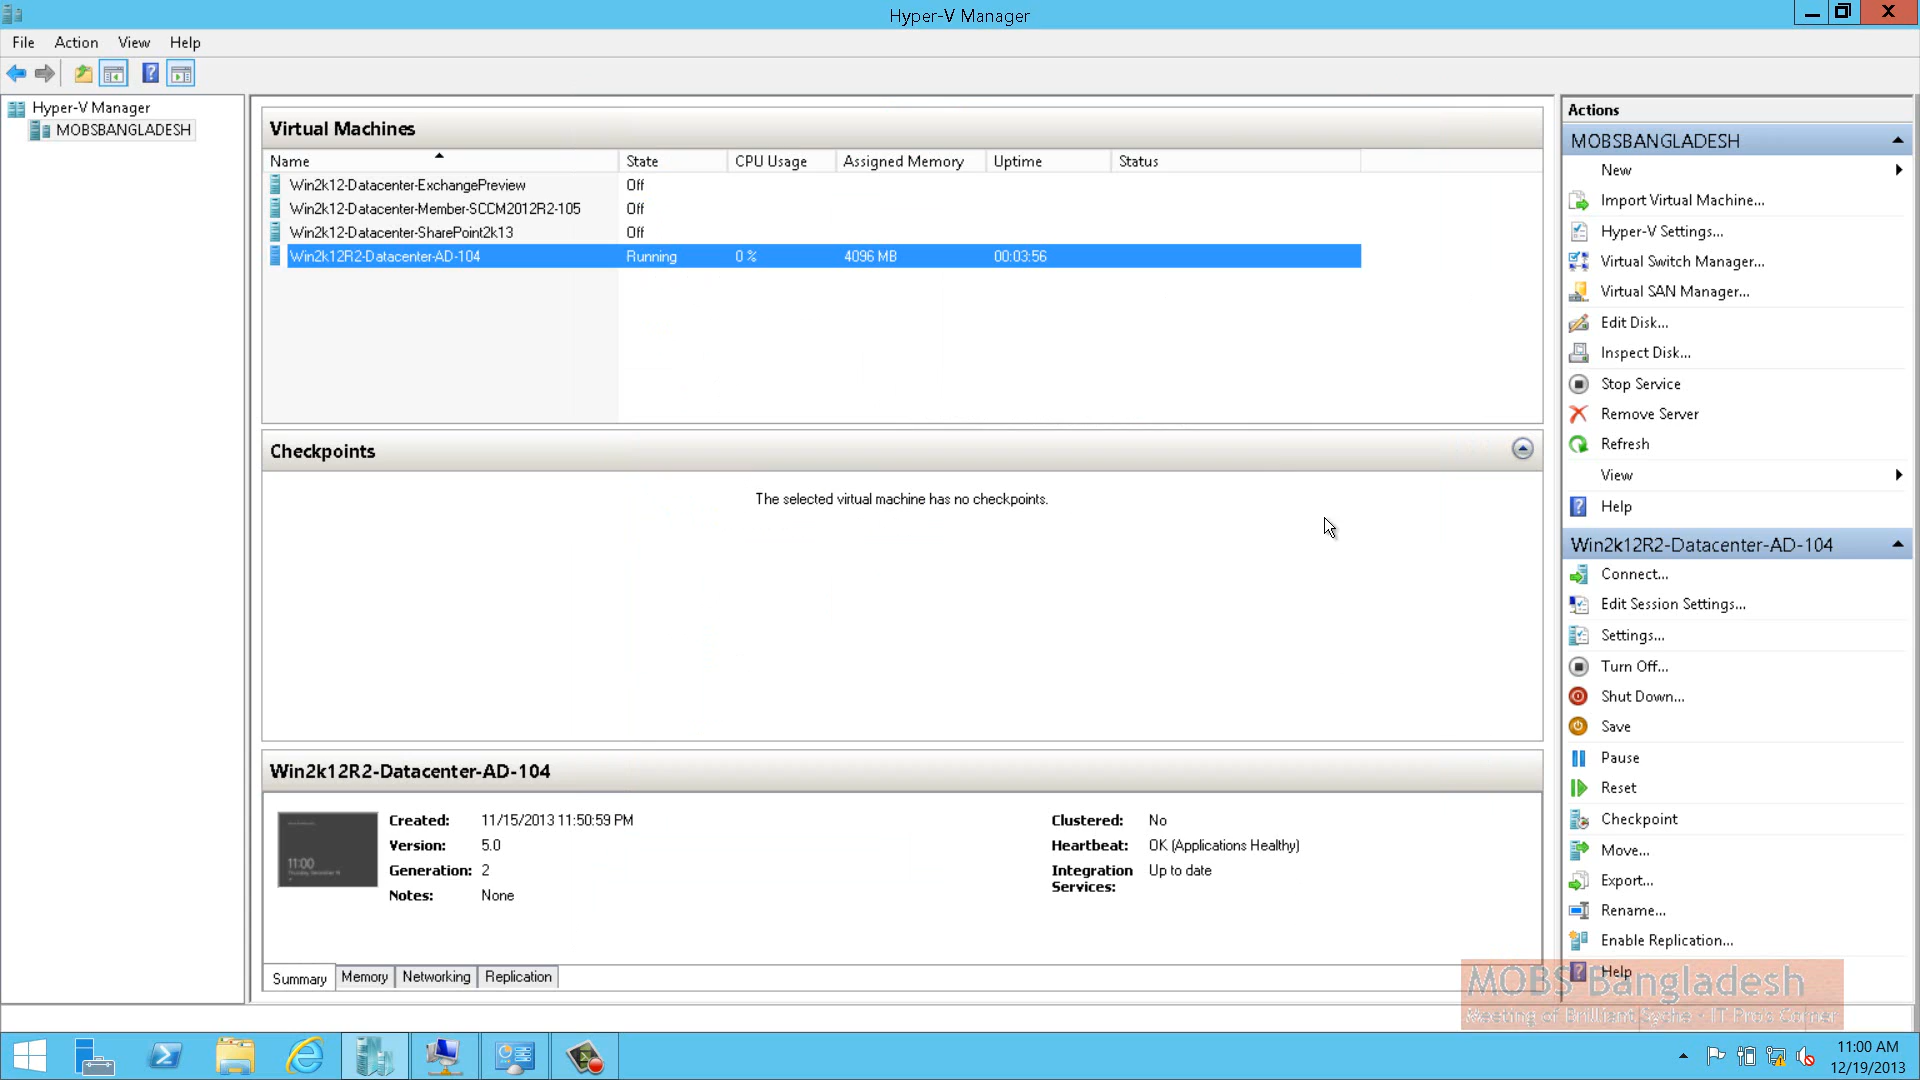 Hyper-V Manager
File Action View Help
Hyper-V Manager
MOBSBANGLADESH
Virtual Machines
Name State CPU Usage Assigned Memory Uptime Status
Win2k12-Datacenter-ExchangePreview Off
Win2k12-Datacenter-Member-SCCM2012R2-105 Off
Win2k12-Datacenter-SharePoint2k13 Off
Win2k12R2-Datacenter-AD-104 Running 0 % 4096 MB 00:03:56
Checkpoints
The selected virtual machine has no checkpoints.
Win2k12R2-Datacenter-AD-104
11:00
Created: 11/15/2013 11:50:59 PM
Version: 5.0
Generation: 2
Notes: None
Clustered: No
Heartbeat: OK (Applications Healthy)
Integration Services: Up to date
Summary Memory Networking Replication
Actions
MOBSBANGLADESH
New
Import Virtual Machine...
Hyper-V Settings...
Virtual Switch Manager...
Virtual SAN Manager...
Edit Disk...
Inspect Disk...
Stop Service
Remove Server
Refresh
View
Help
Win2k12R2-Datacenter-AD-104
Connect...
Edit Session Settings...
Settings...
Turn Off...
Shut Down...
Save
Pause
Reset
Checkpoint
Move...
Export...
Rename...
Enable Replication...
Help
MOBS Bangladesh
Meeting of Brilliant - IT Pros Corner
11:00 AM
12/19/2013